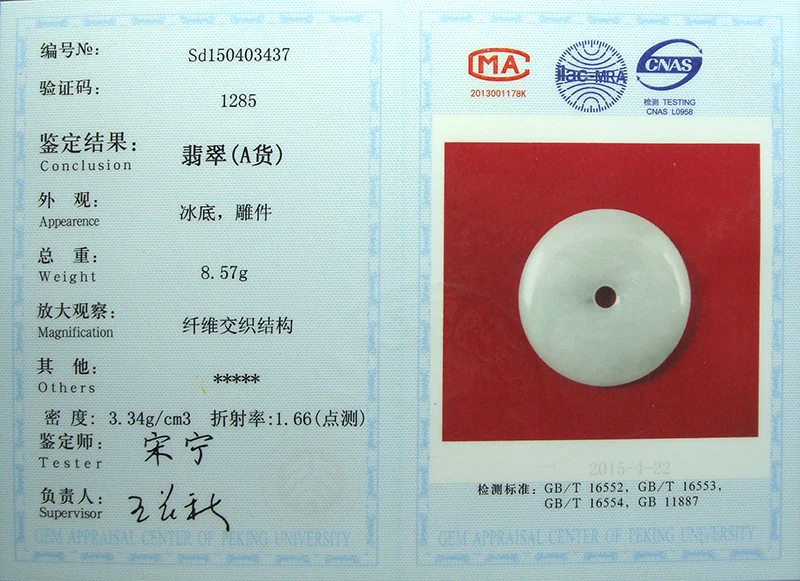 编号№: Sd150403437
验证码: 1285
鉴定结果: 翡翠(A货)
Conclusion
外 观: 冰底, 雕件
Appearence
总 重: 8.57g
Weight
放大观察: 纤维交织结构
Magnification
其 他: *****
Others
密 度: 3.34g/cm3 折射率:1.66(点测)
鉴定师: 宋宁
Tester
负责人:
Supervisor
GEM APPRAISAL CENTER OF PEKING UNIVERSITY
MA
2013001178K
ilac-MRA
CNAS
检测 TESTING
CNAS L0958
2015-4-22
检测标准: GB/T 16552, GB/T 16553,
GB/T 16554, GB 11887
GEM APPRAISAL CENTER OF PEKING UNIVERSITY